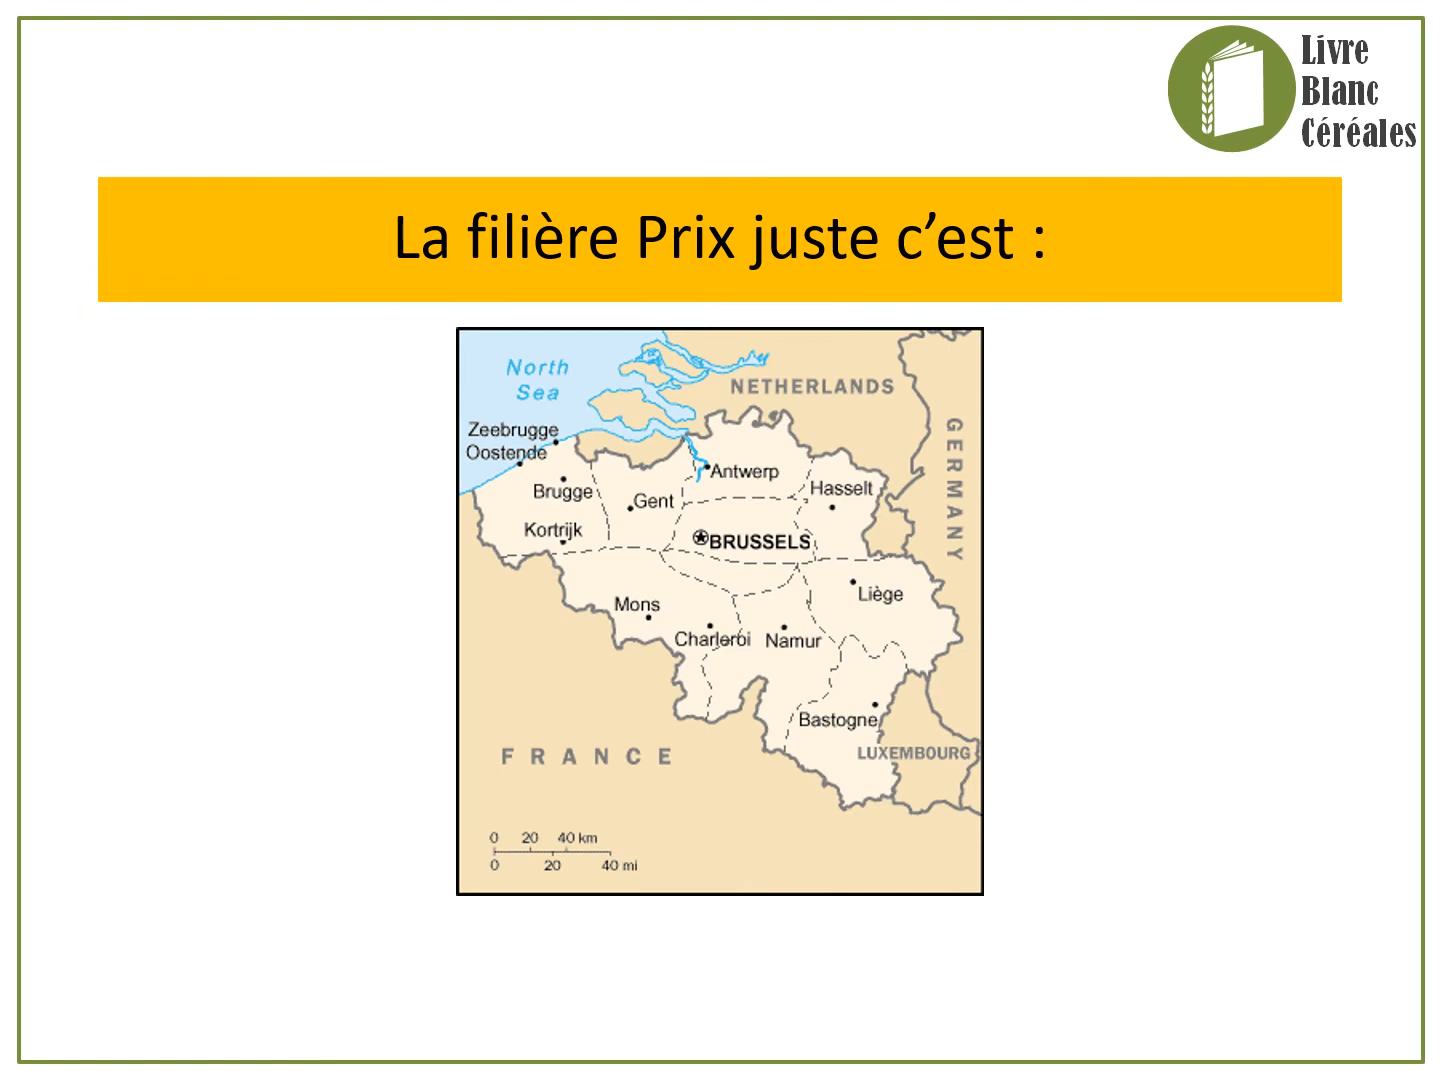 Livre
Blanc
Céréales
La filière Prix juste c’est :
North
Sea
NETHERLANDS
GERMANY
Zeebrugge
Oostende
Antwerp
Brugge
Gent
Hasselt
Kortrijk
BRUSSELS
Liège
Mons
Charleroi
Namur
Bastogne
LUXEMBOURG
FRANCE
0 20 40 km
0 20 40 mi